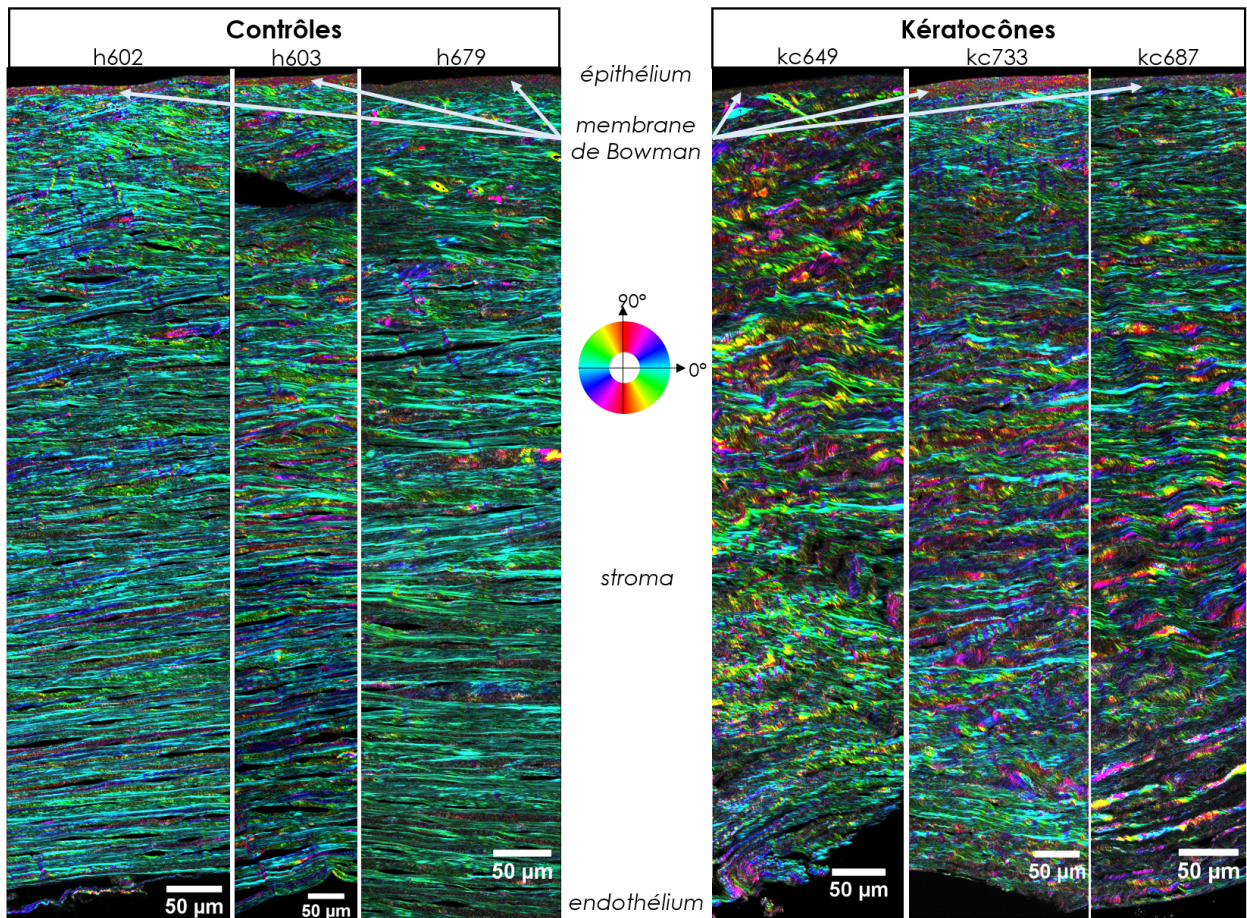 Contrôles
h602
h603
h679
épithélium
membrane
de Bowman
Kératocônes
kc649
kc733
kc687
90°
0°
stroma
endothélium
50 µm
50 µm
50 µm
50 µm
50 µm
50 µm